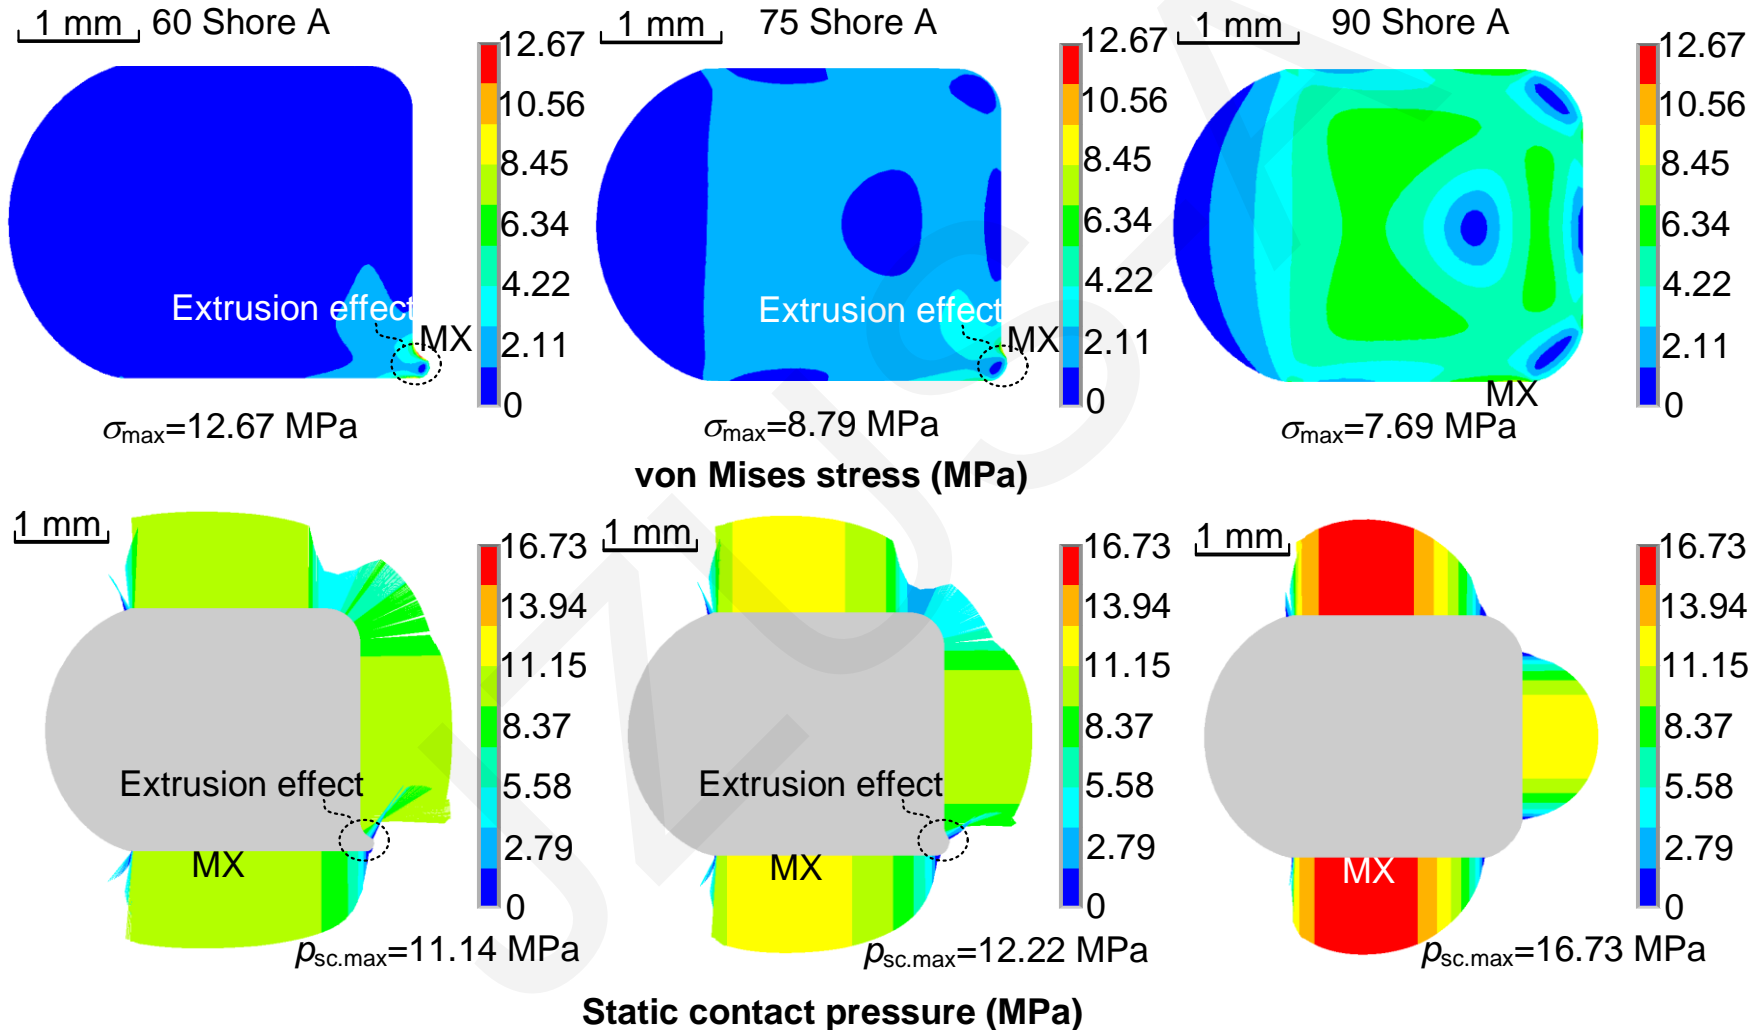 1 mm 60 Shore A
12.67
10.56
8.45
6.34
4.22
2.11
0
Extrusion effect
MX
σmax=12.67 MPa
1 mm 75 Shore A
12.67
10.56
8.45
6.34
4.22
2.11
0
Extrusion effect
MX
σmax=8.79 MPa
1 mm 90 Shore A
12.67
10.56
8.45
6.34
4.22
2.11
0
MX
σmax=7.69 MPa
von Mises stress (MPa)
1 mm
16.73
13.94
11.15
8.37
5.58
2.79
0
Extrusion effect
MX
psc.max=11.14 MPa
1 mm
16.73
13.94
11.15
8.37
5.58
2.79
0
Extrusion effect
MX
psc.max=12.22 MPa
1 mm
16.73
13.94
11.15
8.37
5.58
2.79
0
MX
psc.max=16.73 MPa
Static contact pressure (MPa)
JZUS-A